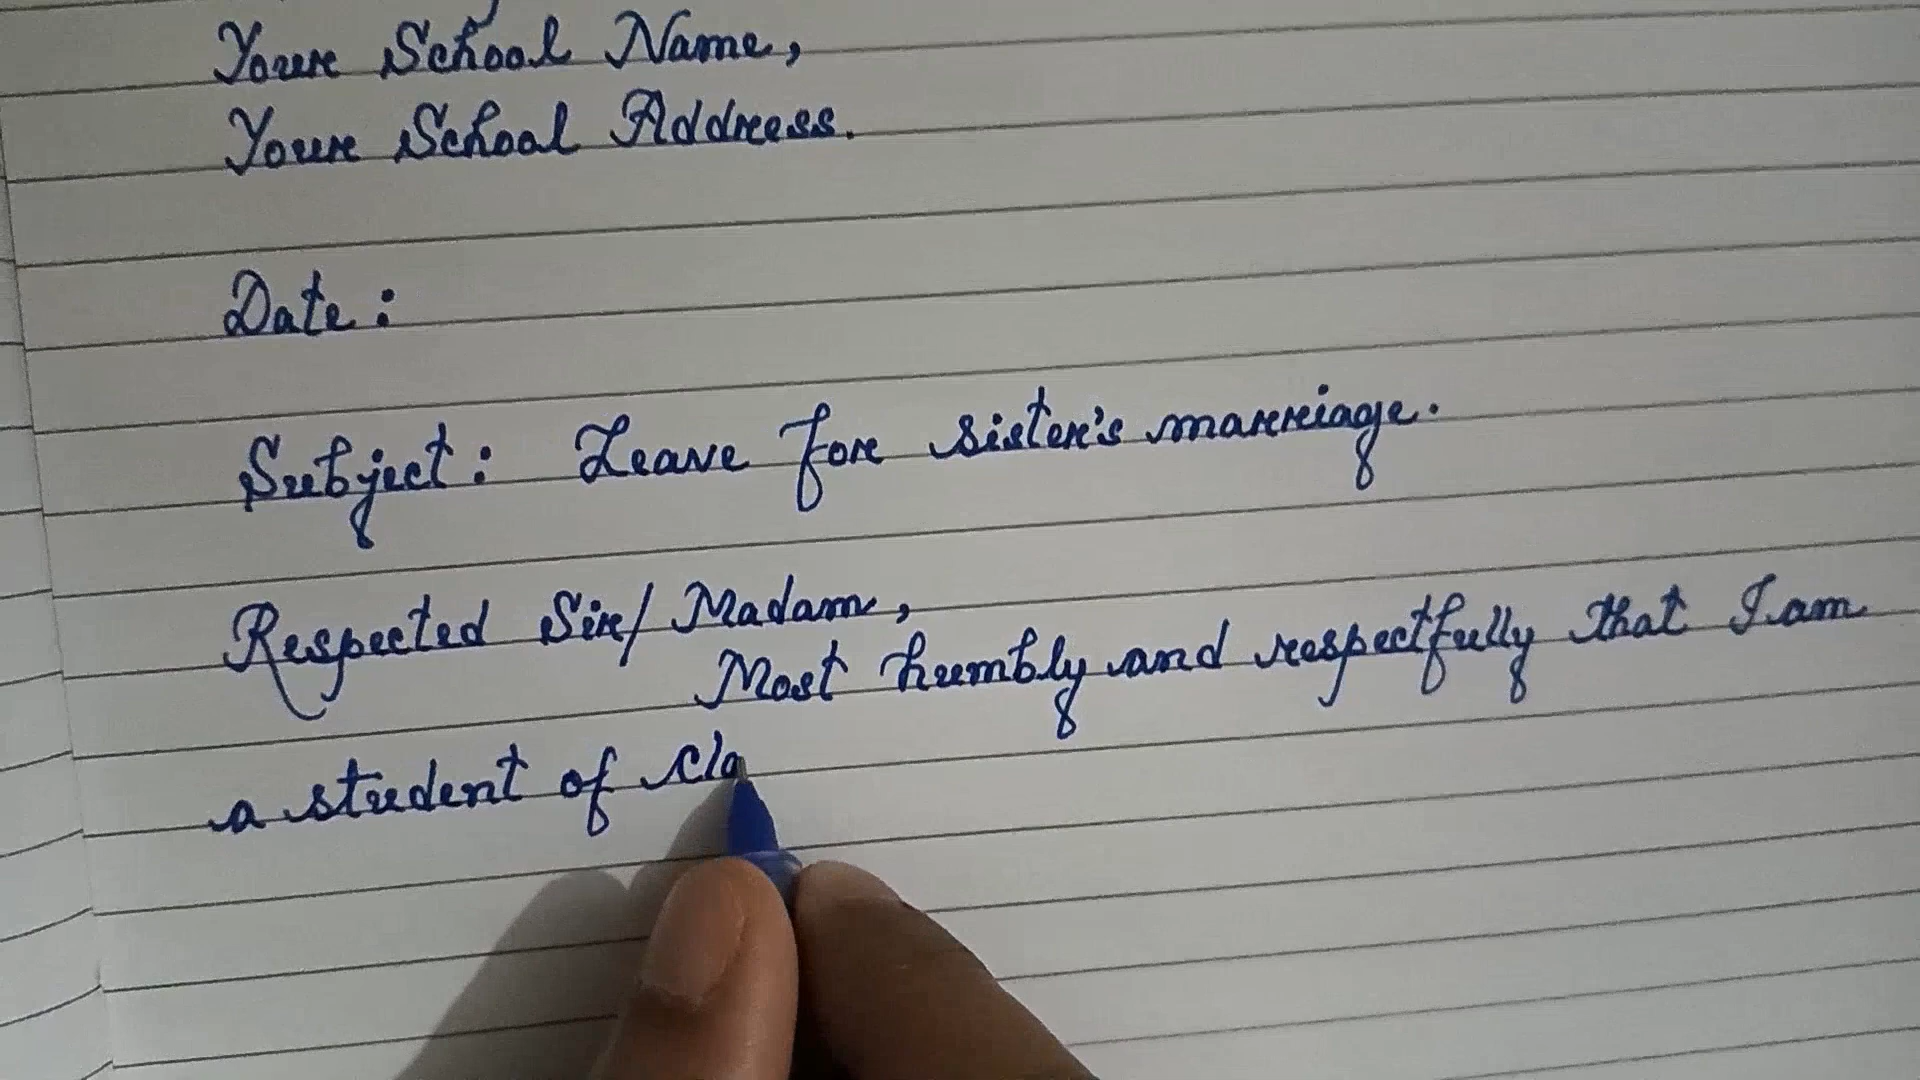 Your School Name,
Your School Address.
Date:
Subject: Leave for sister's marriage.
Respected Sir/Madam,
Most humbly and respectfully that I am
a student of cla